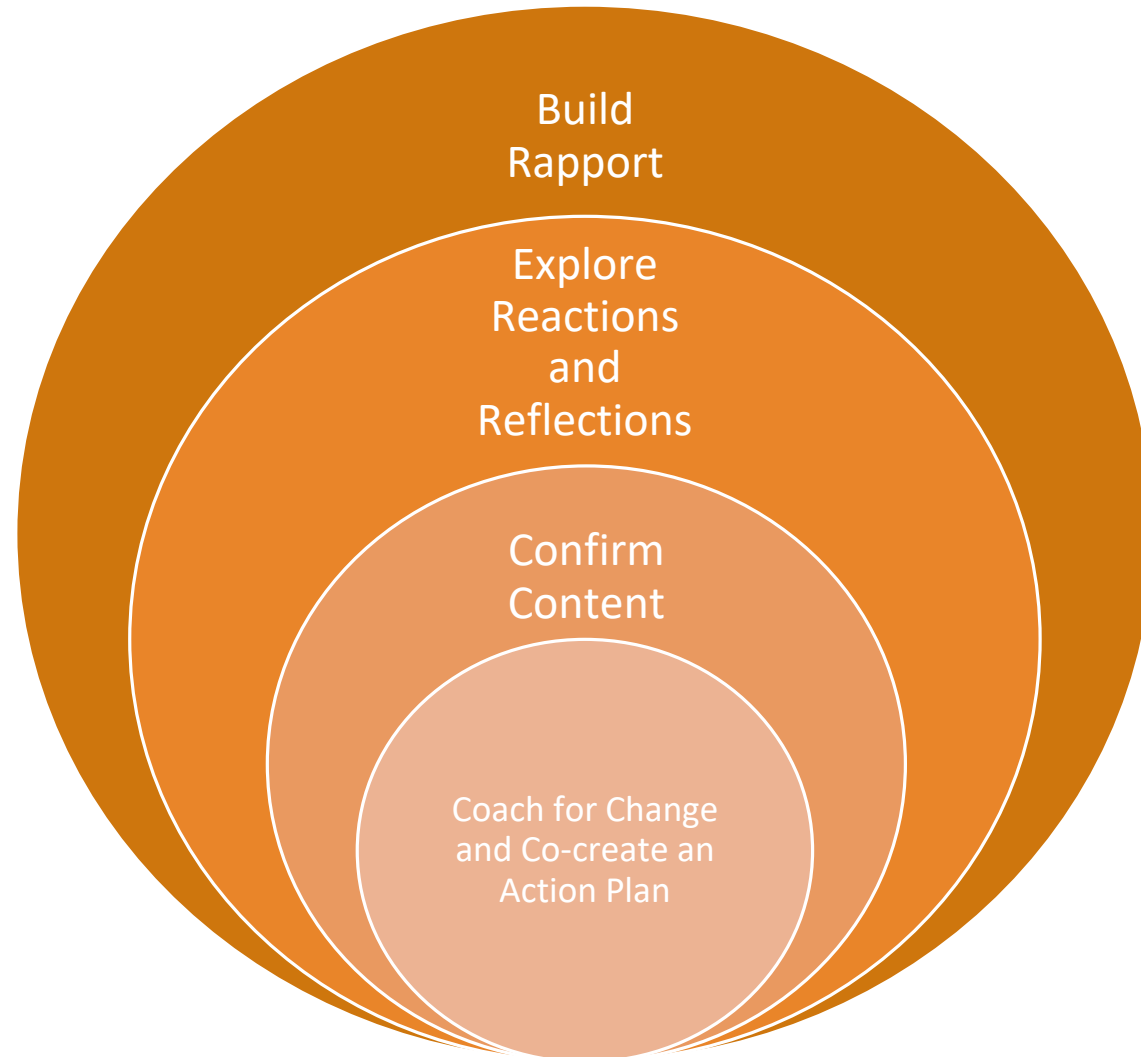 Build
Rapport
Explore
Reactions
and
Reflections
Confirm
Content
Coach for Change
and Co-create an
Action Plan